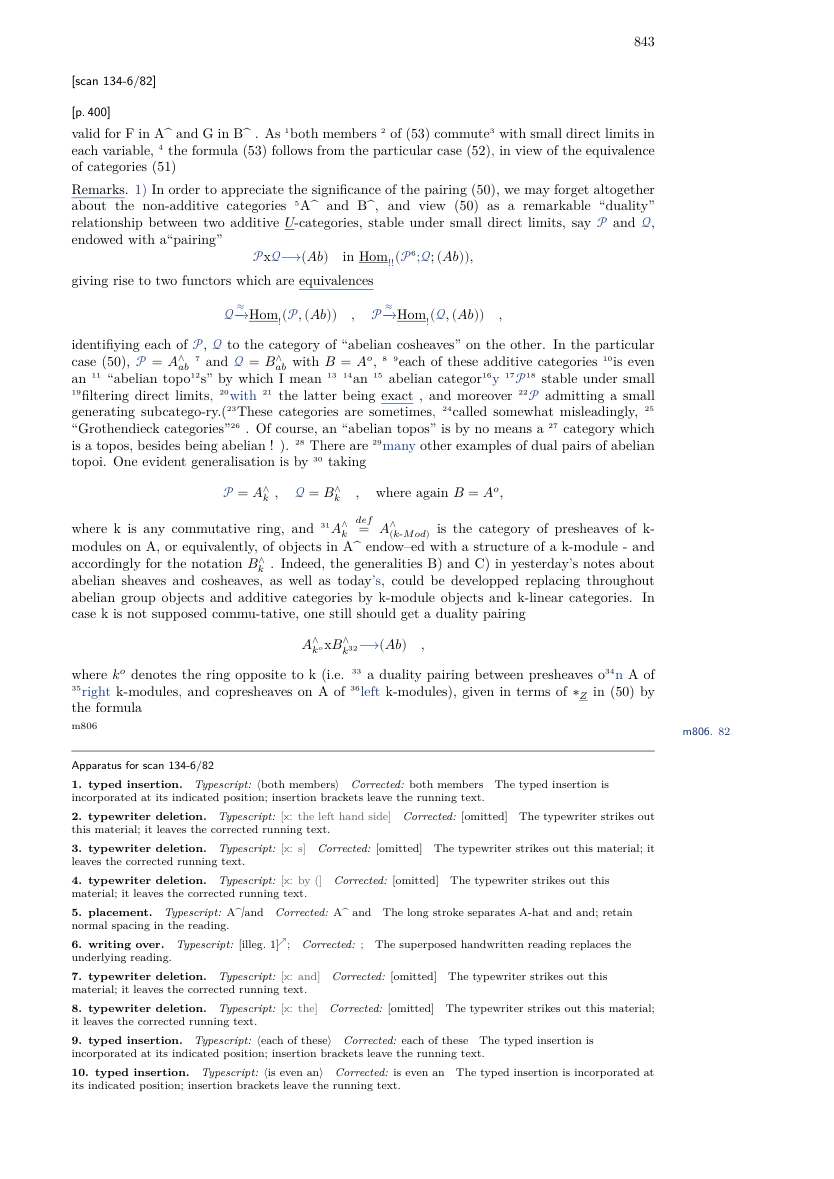 843
[scan 134-6/82]
[p. 400]
valid for F in A^ and G in B^ . As ¹both members ² of (53) commute³ with small direct limits in
each variable, ⁴ the formula (53) follows from the particular case (52), in view of the equivalence
of categories (51)
Remarks. 1) In order to appreciate the significance of the pairing (50), we may forget altogether
about the non-additive categories ⁵A^ and B^, and view (50) as a remarkable “duality”
relationship between two additive U-categories, stable under small direct limits, say 𝒫 and 𝒬,
endowed with a“pairing”
𝒫x𝒬⟶(Ab) in Hom!!(𝒫⁶;𝒬; (Ab)),
giving rise to two functors which are equivalences
𝒬 ≈→ Hom!(𝒫, (Ab)) , 𝒫 ≈→ Hom!(𝒬, (Ab)) ,
identifiying each of 𝒫, 𝒬 to the category of “abelian cosheaves” on the other. In the particular
case (50), 𝒫 = A^∧_ab ⁷ and 𝒬 = B^∧_ab with B = Aᵒ, ⁸ ⁹each of these additive categories ¹⁰is even
an ¹¹ “abelian topo¹²s” by which I mean ¹³ ¹⁴an ¹⁵ abelian categor¹⁶y ¹⁷𝒫¹⁸ stable under small
¹⁹filtering direct limits, ²⁰with ²¹ the latter being exact , and moreover ²²𝒫 admitting a small
generating subcatego-ry.(²³These categories are sometimes, ²⁴called somewhat misleadingly, ²⁵
“Grothendieck categories”²⁶ . Of course, an “abelian topos” is by no means a ²⁷ category which
is a topos, besides being abelian ! ). ²⁸ There are ²⁹many other examples of dual pairs of abelian
topoi. One evident generalisation is by ³⁰ taking
𝒫 = A^∧_k , 𝒬 = B^∧_k , where again B = Aᵒ,
where k is any commutative ring, and ³¹A^∧_k def= A^∧_(k-Mod) is the category of presheaves of k-
modules on A, or equivalently, of objects in A^ endow–ed with a structure of a k-module - and
accordingly for the notation B^∧_k . Indeed, the generalities B) and C) in yesterday's notes about
abelian sheaves and cosheaves, as well as today's, could be developped replacing throughout
abelian group objects and additive categories by k-module objects and k-linear categories. In
case k is not supposed commu-tative, one still should get a duality pairing
A^∧_kᵒxB^∧_k³²⟶(Ab) ,
where kᵒ denotes the ring opposite to k (i.e. ³³ a duality pairing between presheaves o³⁴n A of
³⁵right k-modules, and copresheaves on A of ³⁶left k-modules), given in terms of *_Z in (50) by
the formula
m806
m806. 82
Apparatus for scan 134-6/82
1. typed insertion. Typescript: ⟨both members⟩ Corrected: both members The typed insertion is
incorporated at its indicated position; insertion brackets leave the running text.
2. typewriter deletion. Typescript: [x: the left hand side] Corrected: [omitted] The typewriter strikes out
this material; it leaves the corrected running text.
3. typewriter deletion. Typescript: [x: s] Corrected: [omitted] The typewriter strikes out this material; it
leaves the corrected running text.
4. typewriter deletion. Typescript: [x: by (] Corrected: [omitted] The typewriter strikes out this
material; it leaves the corrected running text.
5. placement. Typescript: A^/and Corrected: A^ and The long stroke separates A-hat and and; retain
normal spacing in the reading.
6. writing over. Typescript: [illeg. 1]↗; Corrected: ; The superposed handwritten reading replaces the
underlying reading.
7. typewriter deletion. Typescript: [x: and] Corrected: [omitted] The typewriter strikes out this
material; it leaves the corrected running text.
8. typewriter deletion. Typescript: [x: the] Corrected: [omitted] The typewriter strikes out this material;
it leaves the corrected running text.
9. typed insertion. Typescript: ⟨each of these⟩ Corrected: each of these The typed insertion is
incorporated at its indicated position; insertion brackets leave the running text.
10. typed insertion. Typescript: ⟨is even an⟩ Corrected: is even an The typed insertion is incorporated at
its indicated position; insertion brackets leave the running text.